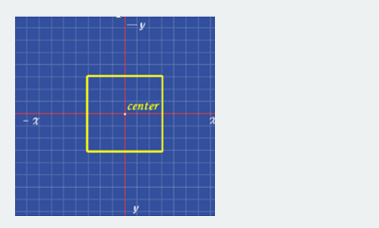 — y
center
- x
x
y